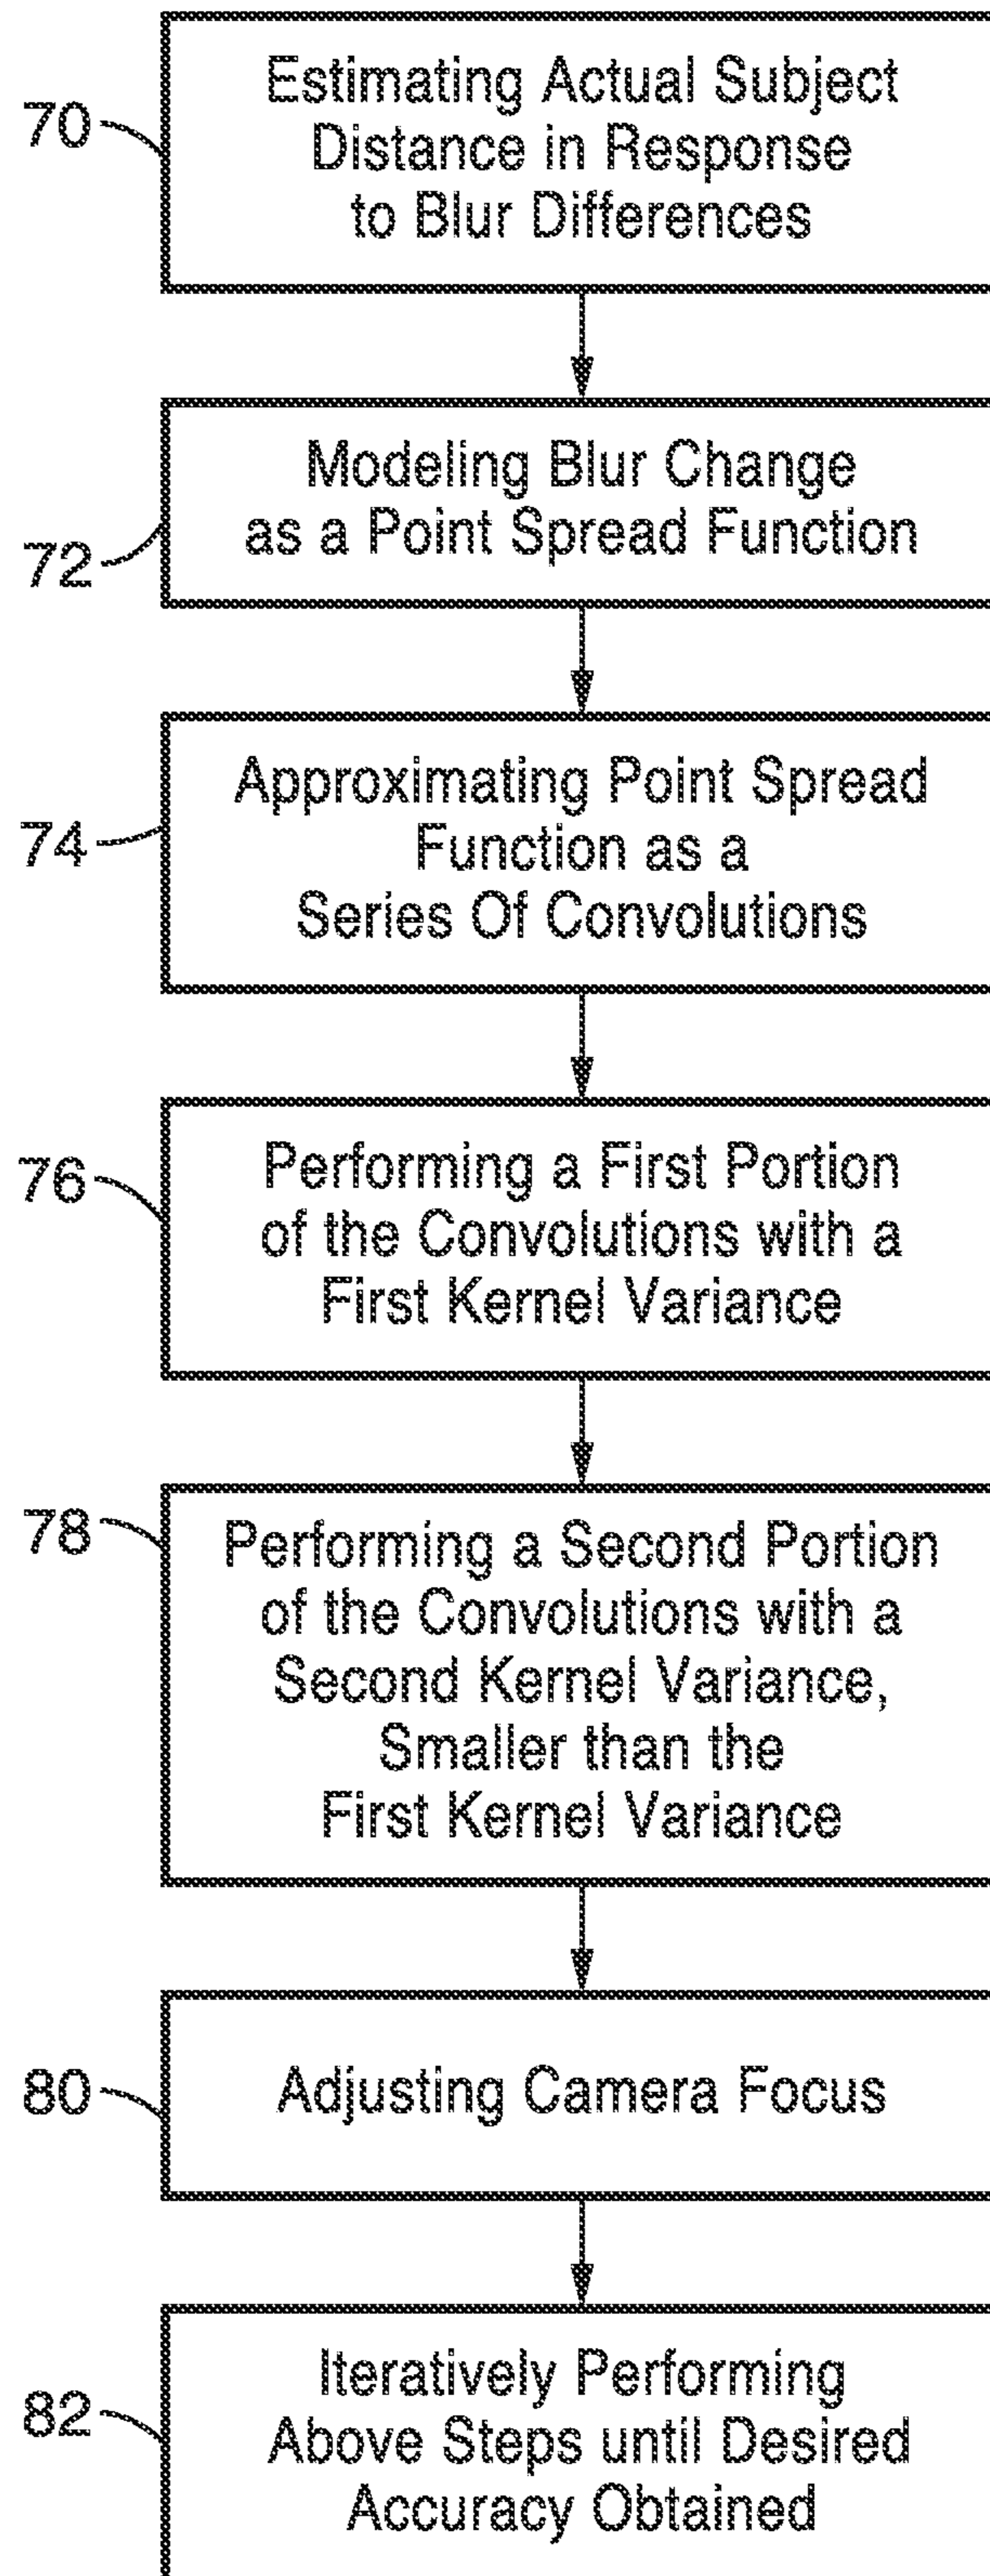 70
Estimating Actual Subject
Distance in Response
to Blur Differences
72
Modeling Blur Change
as a Point Spread Function
74
Approximating Point Spread
Function as a
Series Of Convolutions
76
Performing a First Portion
of the Convolutions with a
First Kernel Variance
78
Performing a Second Portion
of the Convolutions with a
Second Kernel Variance,
Smaller than the
First Kernel Variance
80
Adjusting Camera Focus
82
Iteratively Performing
Above Steps until Desired
Accuracy Obtained